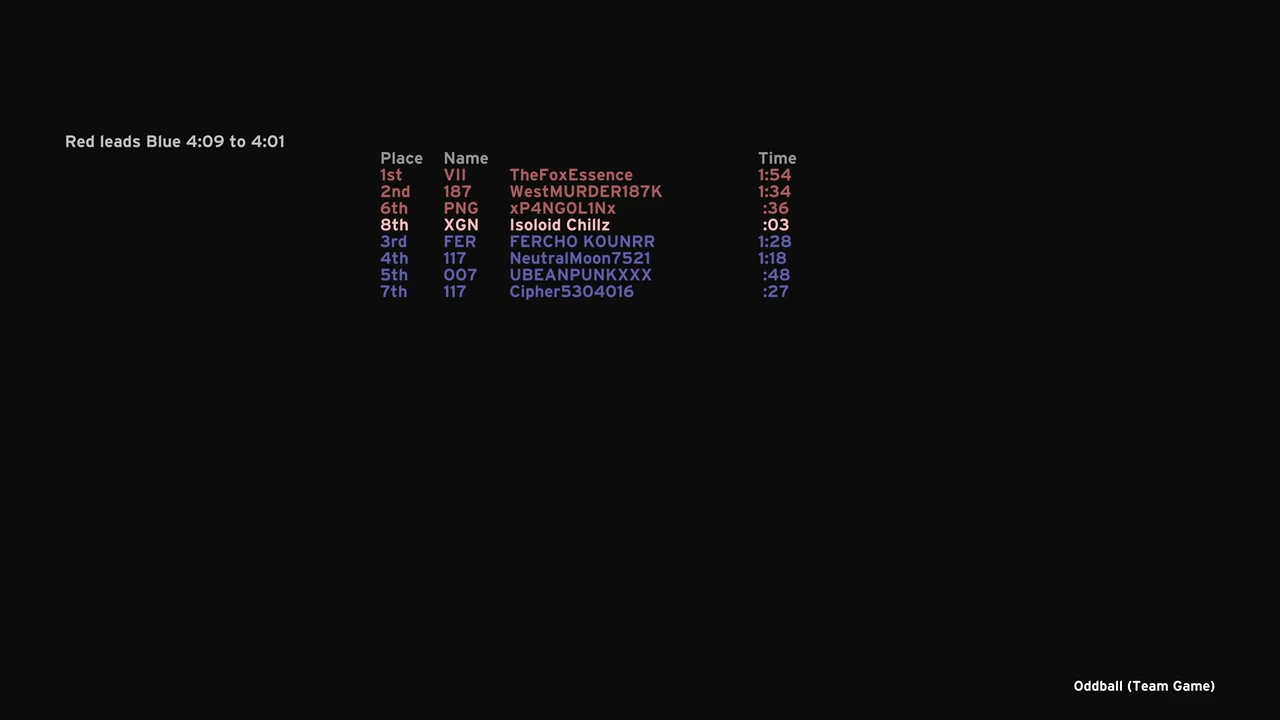 Red leads Blue 4:09 to 4:01
Place Name Time
1st VII TheFoxEssence 1:54
2nd 187 WestMURDER187K 1:34
6th PNG xP4NG0L1Nx :36
8th XGN Isoloid Chillz :03
3rd FER FERCHO KOUNRR 1:28
4th 117 NeutralMoon7521 1:18
5th 007 UBEANPUNKXXX :48
7th 117 Cipher5304016 :27
Oddball (Team Game)